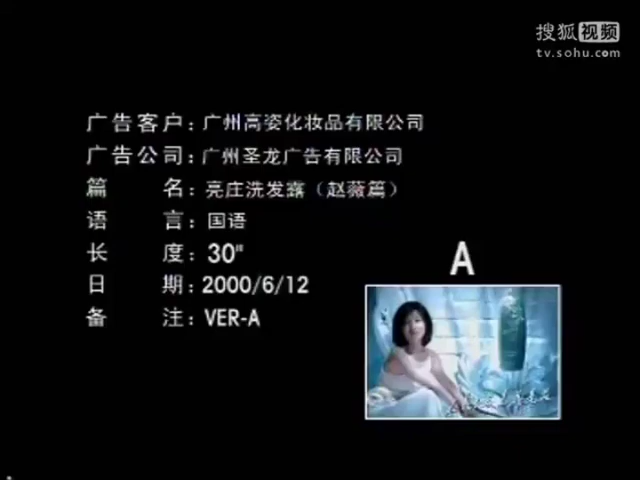 搜狐视频
tv.sohu.com
广告客户：广州高姿化妆品有限公司
广告公司：广州圣龙广告有限公司
篇 名：亮庄洗发露（赵薇篇）
语 言：国语
长 度：30"
日 期：2000/6/12
备 注：VER-A
A